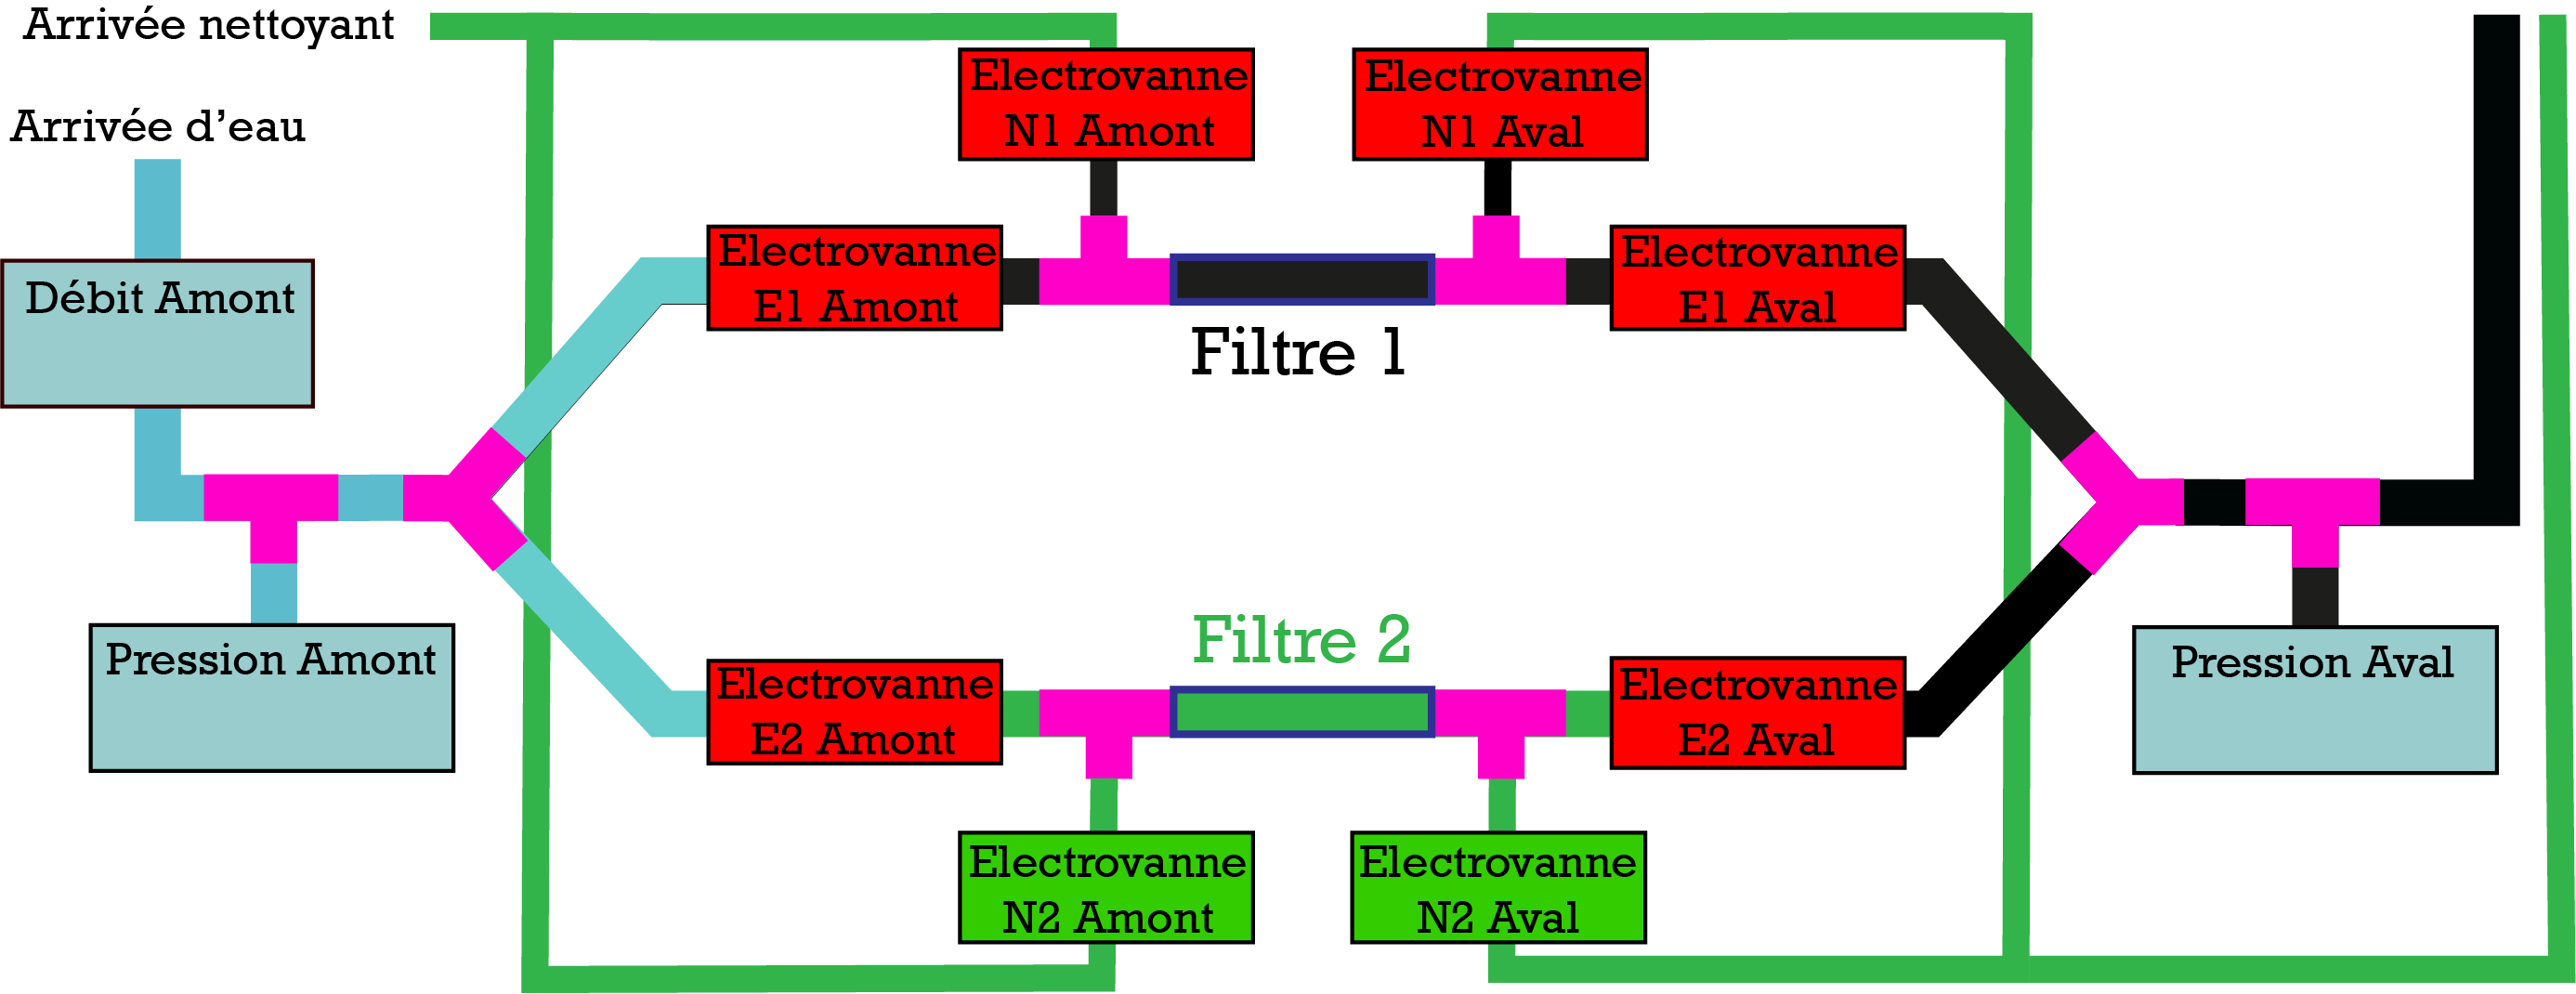 Arrivée nettoyant
Arrivée d’eau
Débit Amont
Pression Amont
Electrovanne
N1 Amont
Electrovanne
N1 Aval
Electrovanne
E1 Amont
Electrovanne
E1 Aval
Filtre 1
Filtre 2
Electrovanne
E2 Amont
Electrovanne
E2 Aval
Electrovanne
N2 Amont
Electrovanne
N2 Aval
Pression Aval